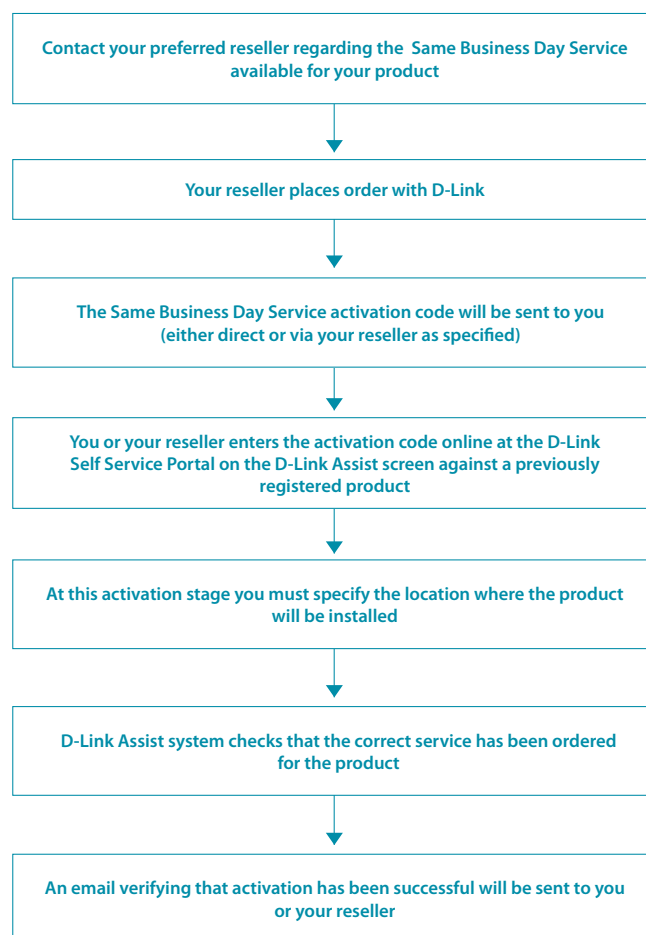 Contact your preferred reseller regarding the Same Business Day Service
available for your product
Your reseller places order with D-Link
The Same Business Day Service activation code will be sent to you
(either direct or via your reseller as specified)
You or your reseller enters the activation code online at the D-Link
Self Service Portal on the D-Link Assist screen against a previously
registered product
At this activation stage you must specify the location where the product
will be installed
D-Link Assist system checks that the correct service has been ordered
for the product
An email verifying that activation has been successful will be sent to you
or your reseller